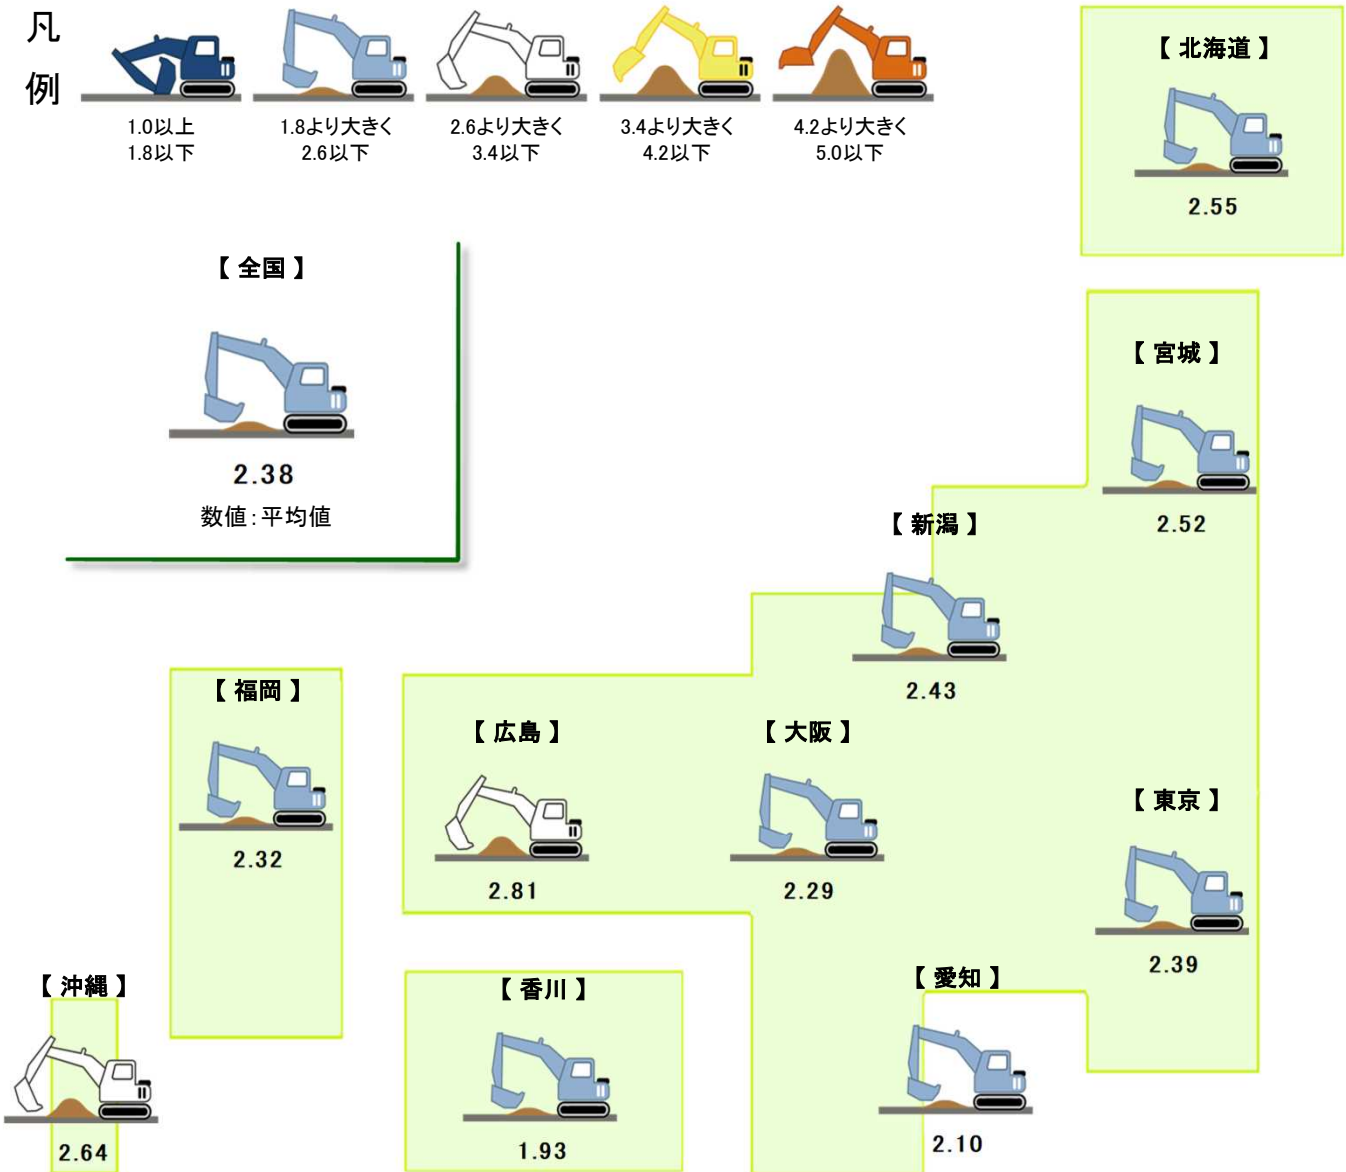 凡
例
1.0以上
1.8以下
1.8より大きく
2.6以下
2.6より大きく
3.4以下
3.4より大きく
4.2以下
4.2より大きく
5.0以下
【 北海道 】
2.55
【 全国 】
2.38
数値：平均値
【 宮城 】
2.52
【 新潟 】
2.43
【 福岡 】
2.32
【 広島 】
2.81
【 大阪 】
2.29
【 東京 】
2.39
【 沖縄 】
2.64
【 香川 】
1.93
【 愛知 】
2.10